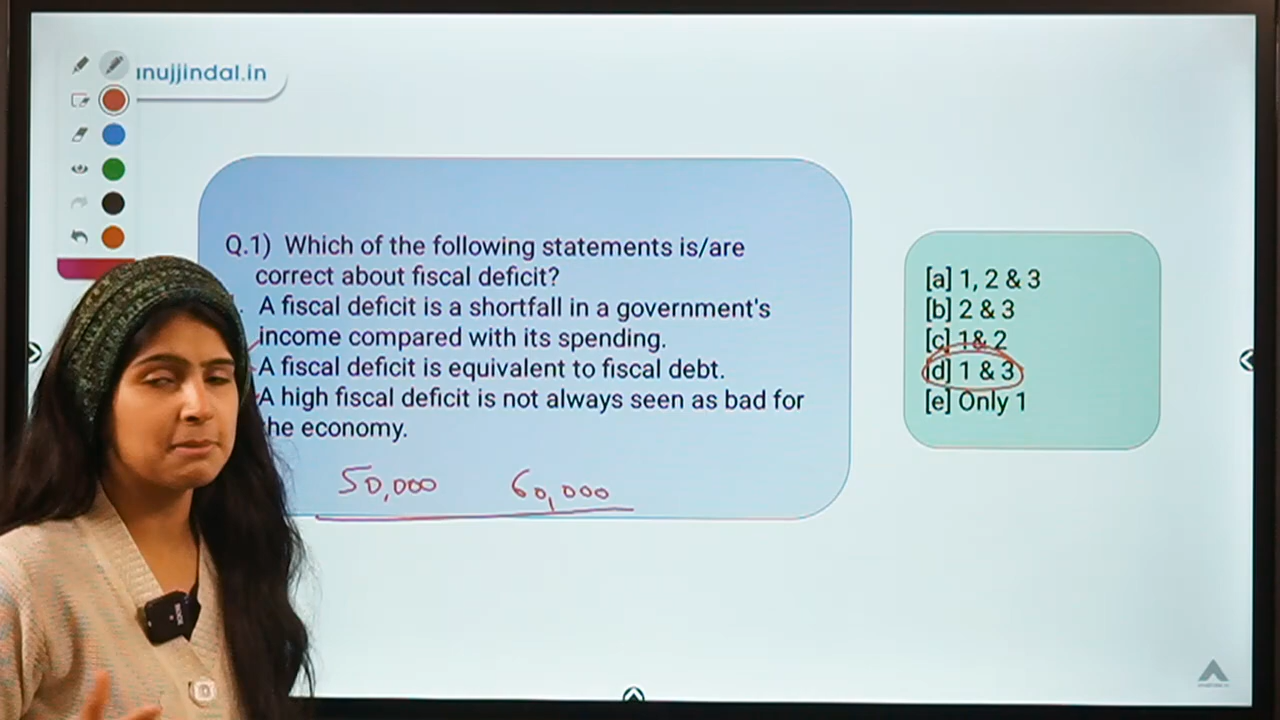 nujjindal.in
Q.1) Which of the following statements is/are
correct about fiscal deficit?
A fiscal deficit is a shortfall in a government's
income compared with its spending.
A fiscal deficit is equivalent to fiscal debt.
A high fiscal deficit is not always seen as bad for
he economy.
50,000 60,000
[a] 1, 2 & 3
[b] 2 & 3
[c] 1& 2
[d] 1 & 3
[e] Only 1